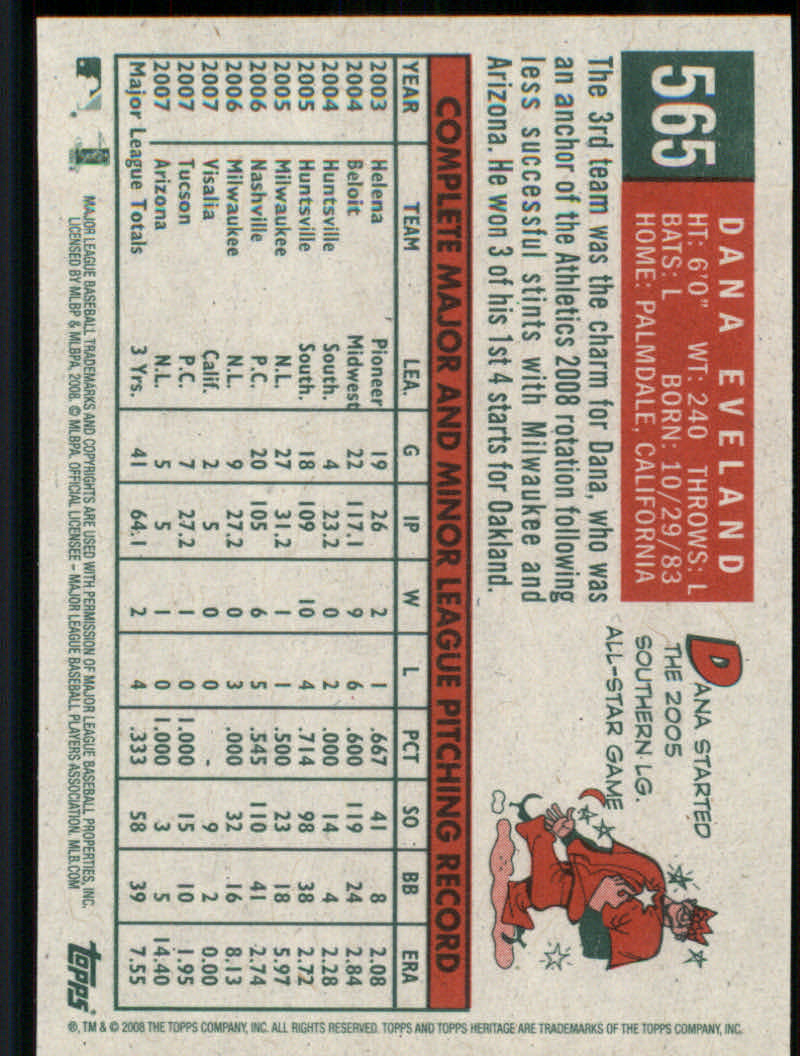 565
DANA EVELAND
HT: 6'0" WT: 240 THROWS: L
BATS: L BORN: 10/29/83
HOME: PALMDALE, CALIFORNIA
The 3rd team was the charm for Dana, who was
an anchor of the Athletics 2008 rotation following
less successful stints with Milwaukee and
Arizona. He won 3 of his 1st 4 starts for Oakland.
DANA STARTED
THE 2005
SOUTHERN LG.
ALL-STAR GAME
COMPLETE MAJOR AND MINOR LEAGUE PITCHING RECORD
YEAR TEAM LEA. G IP W L PCT SO BB ERA
2003 Helena Pioneer 19 26 2 1 .667 41 8 2.08
2004 Beloit Midwest 22 117.1 9 6 .600 119 24 2.84
2004 Huntsville South. 4 23.2 0 2 .000 14 4 2.28
2005 Huntsville South. 18 109 10 4 .714 98 38 2.72
2005 Milwaukee N.L. 27 31.2 1 1 .500 23 18 5.97
2006 Nashville P.C. 20 105 6 5 .545 110 41 2.74
2006 Milwaukee N.L. 9 27.2 0 3 .000 32 16 8.13
2007 Visalia Calif. 2 5 0 0 - 9 2 0.00
2007 Tucson P.C. 7 27.2 1 0 1.000 15 10 1.95
2007 Arizona N.L. 5 5 1 0 1.000 3 5 14.40
Major League Totals 3 Yrs. 41 64.1 2 4 .333 58 39 7.55
MAJOR LEAGUE BASEBALL TRADEMARKS AND COPYRIGHTS ARE USED WITH PERMISSION OF MAJOR LEAGUE BASEBALL PROPERTIES, INC.
LICENSED BY MLBP & MLBPA, 2008. © MLBPA. OFFICIAL LICENSEE – MAJOR LEAGUE BASEBALL PLAYERS ASSOCIATION. MLB.COM
topps®
®, TM & © 2008 THE TOPPS COMPANY, INC. ALL RIGHTS RESERVED. TOPPS AND TOPPS HERITAGE ARE TRADEMARKS OF THE TOPPS COMPANY, INC.